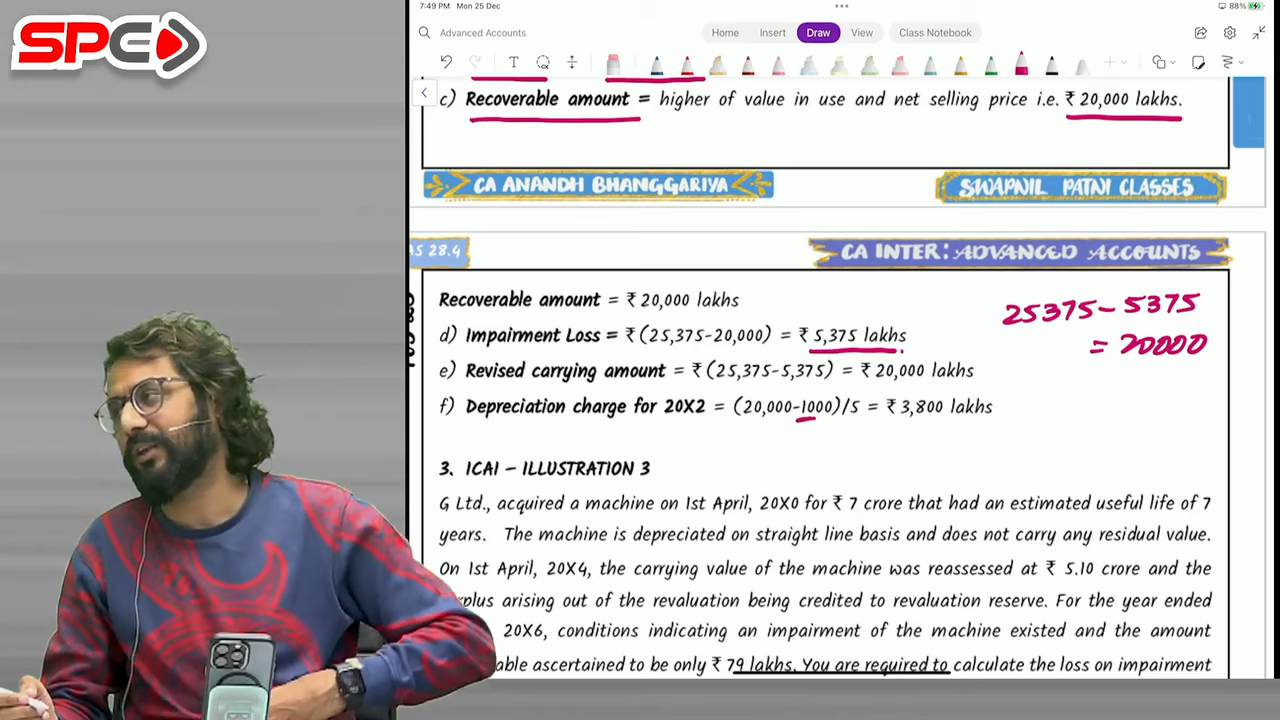 SPC
7:49 PM Mon 25 Dec
88%
Advanced Accounts
Home Insert Draw View Class Notebook
c) Recoverable amount = higher of value in use and net selling price i.e. ₹ 20,000 lakhs.
CA ANANDH BHANGGARIYA
SWAPNIL PATNI CLASSES
AS 28.4
CA INTER: ADVANCED ACCOUNTS
Recoverable amount = ₹ 20,000 lakhs
d) Impairment Loss = ₹ (25,375-20,000) = ₹ 5,375 lakhs
e) Revised carrying amount = ₹ (25,375-5,375) = ₹ 20,000 lakhs
f) Depreciation charge for 20X2 = (20,000-1000)/5 = ₹ 3,800 lakhs
25375 - 5375
= 20000
3. ICAI - ILLUSTRATION 3
G Ltd., acquired a machine on 1st April, 20X0 for ₹ 7 crore that had an estimated useful life of 7
years. The machine is depreciated on straight line basis and does not carry any residual value.
On 1st April, 20X4, the carrying value of the machine was reassessed at ₹ 5.10 crore and the
rplus arising out of the revaluation being credited to revaluation reserve. For the year ended
20X6, conditions indicating an impairment of the machine existed and the amount
able ascertained to be only ₹ 79 lakhs. You are required to calculate the loss on impairment